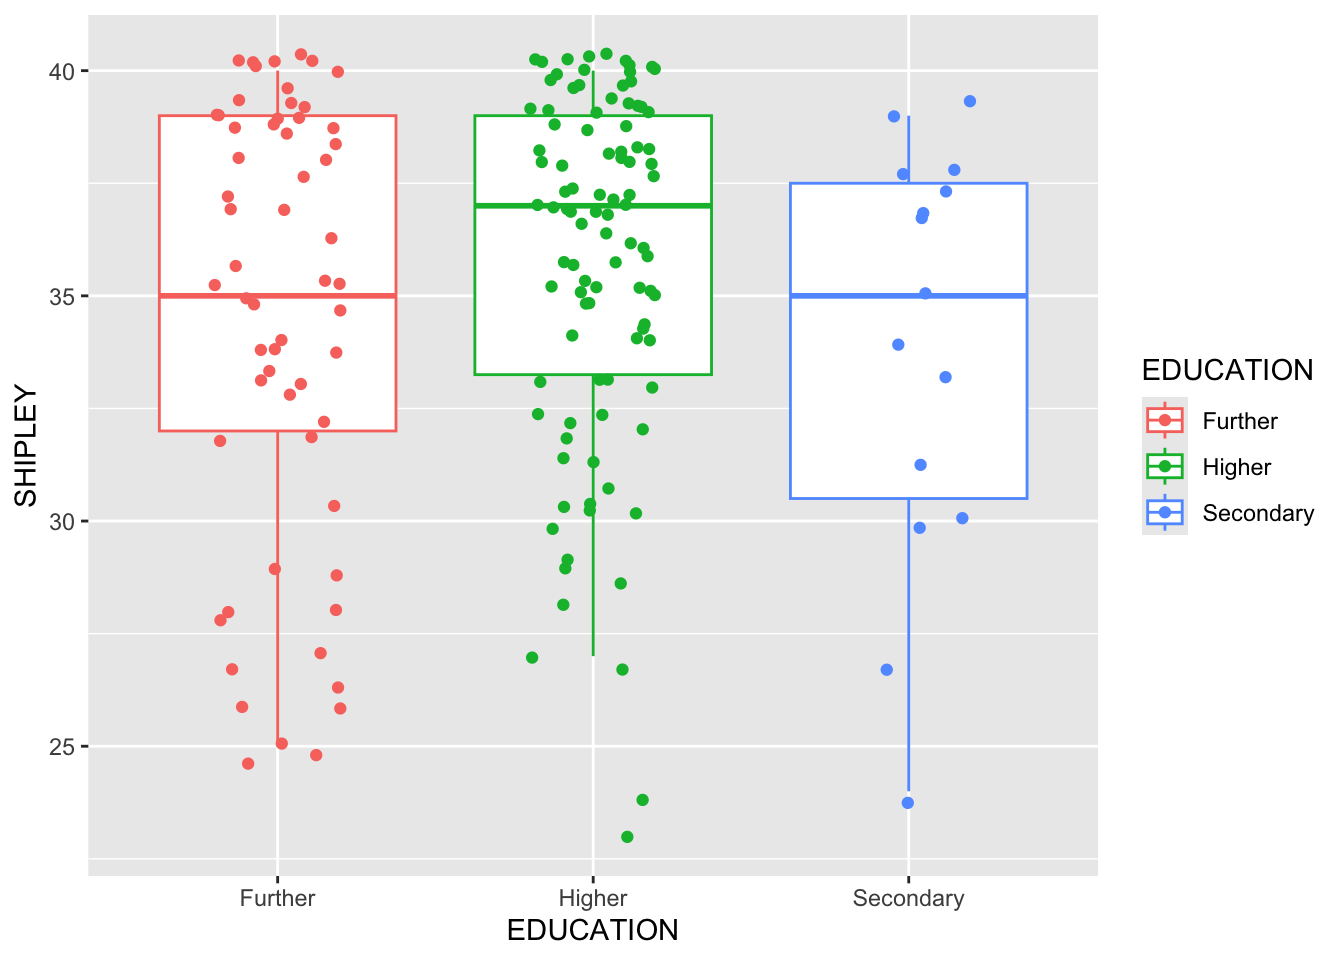 40
35
30
25
SHIPLEY
Further
Higher
Secondary
EDUCATION
EDUCATION
Further
Higher
Secondary